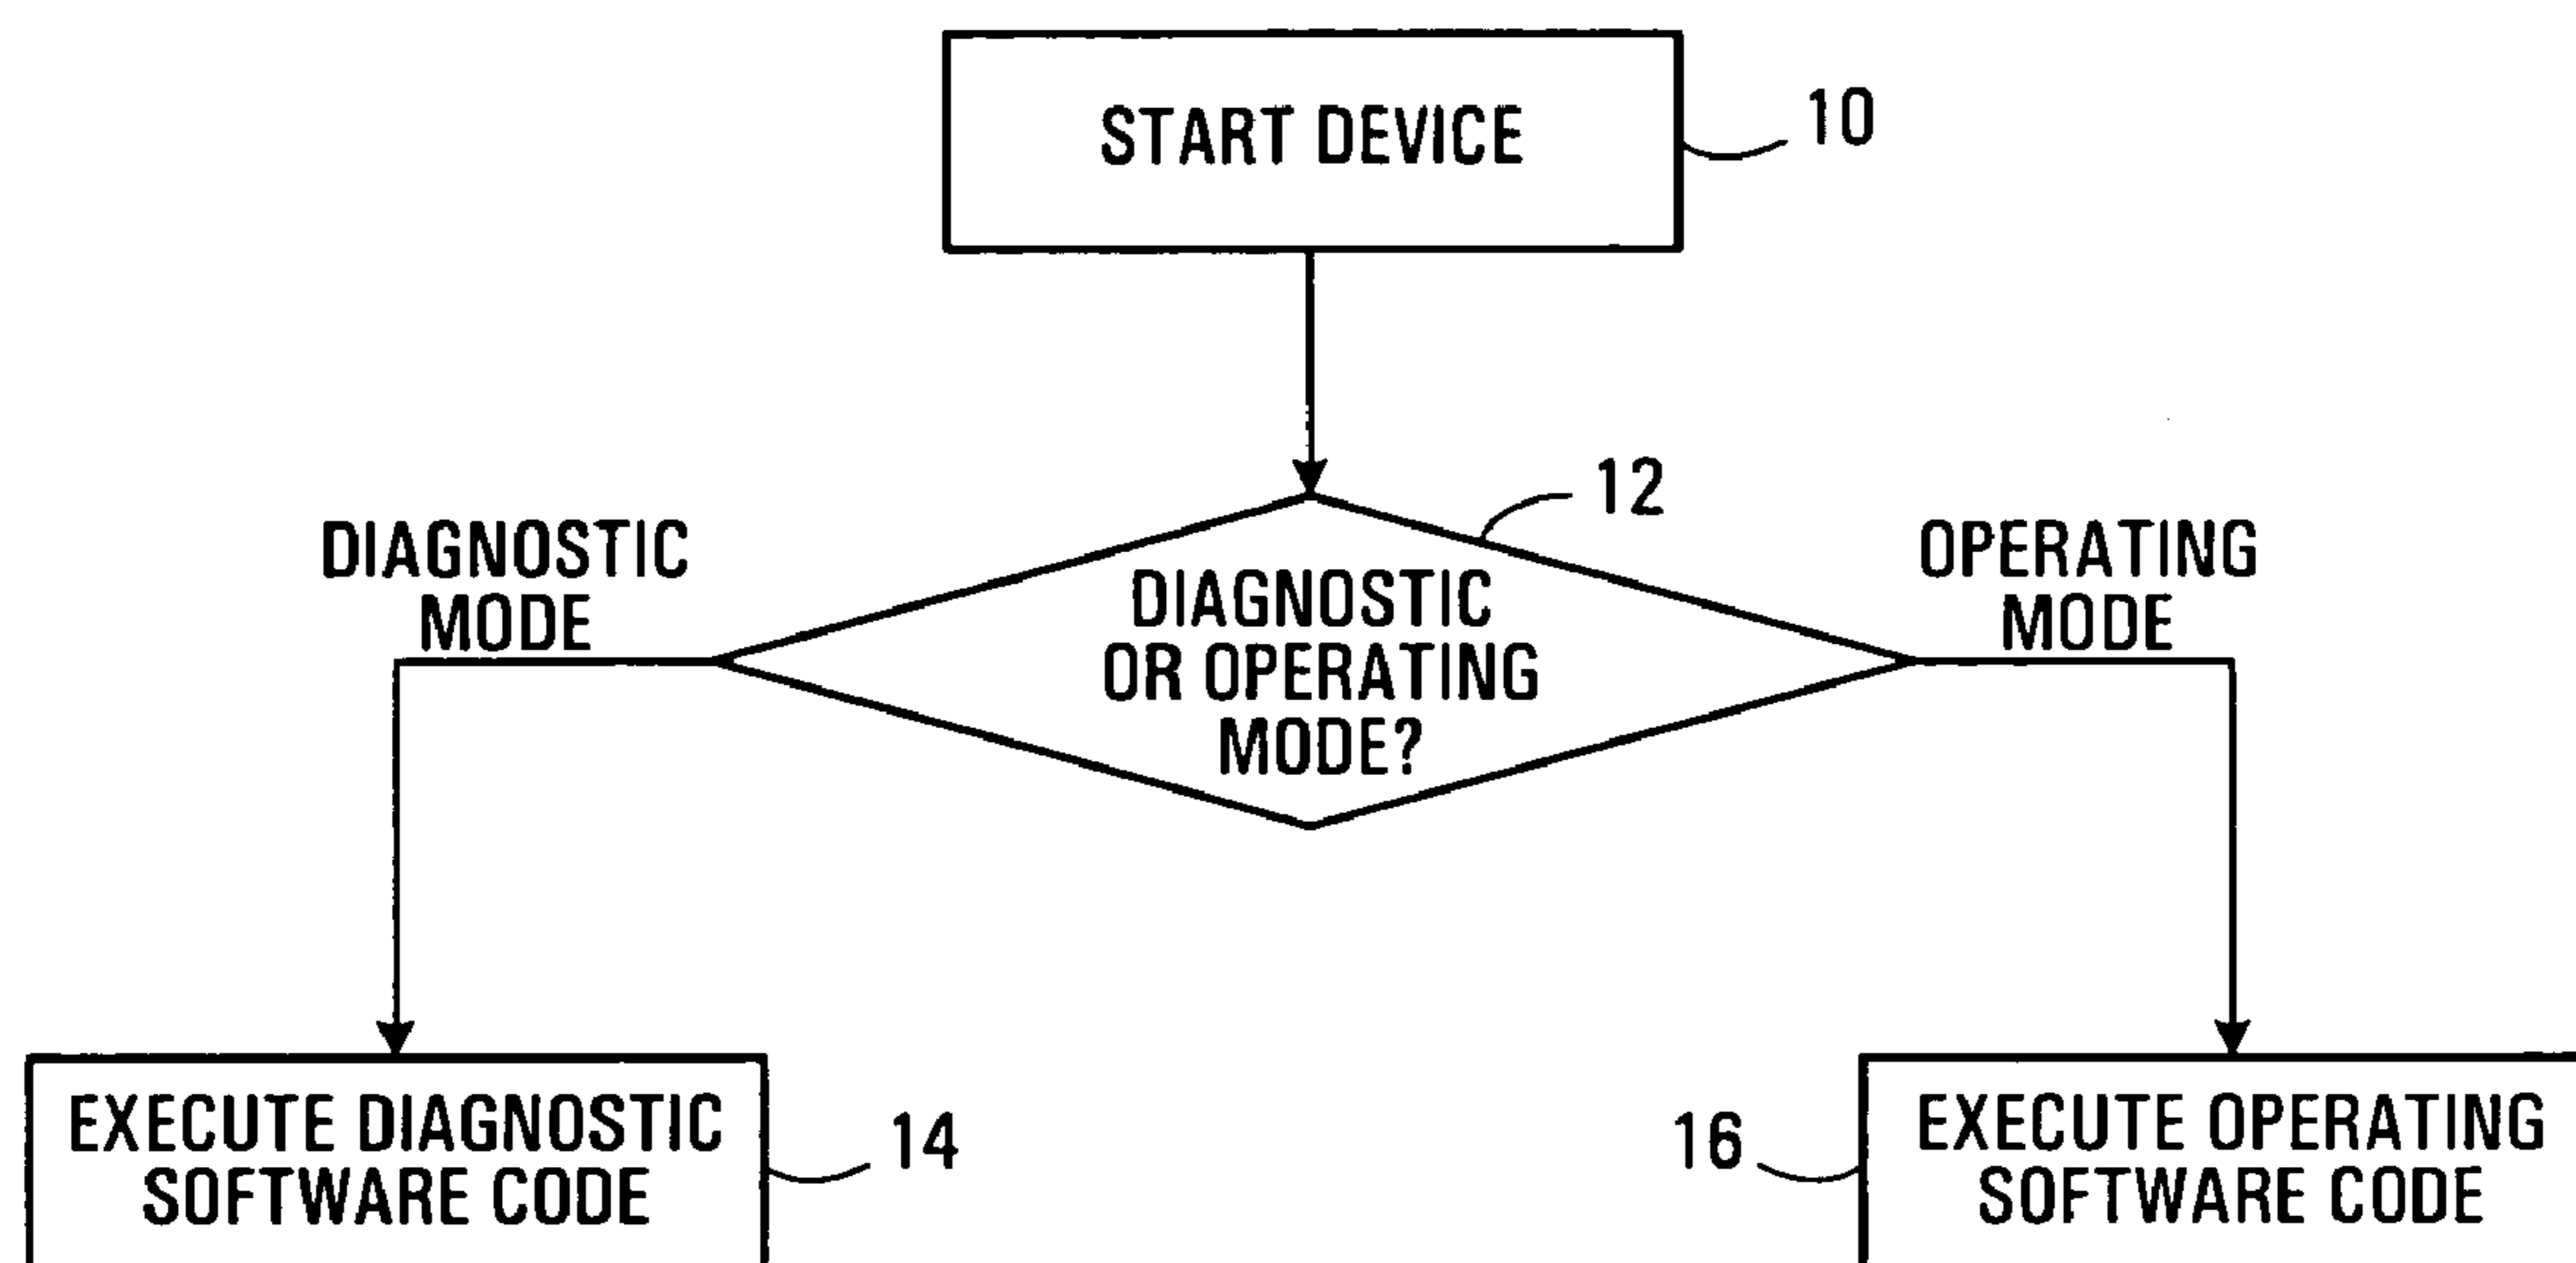 START DEVICE
10
12
DIAGNOSTIC
MODE
DIAGNOSTIC
OR OPERATING
MODE?
OPERATING
MODE
EXECUTE DIAGNOSTIC
SOFTWARE CODE
14
16
EXECUTE OPERATING
SOFTWARE CODE